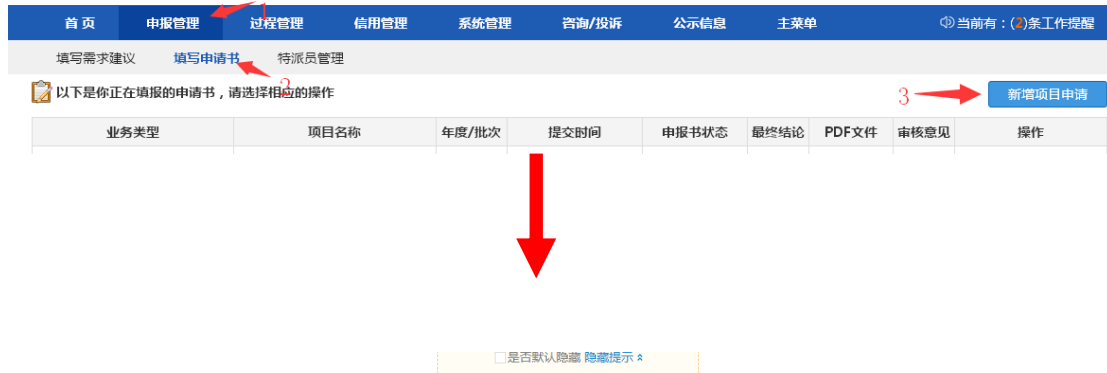 首 页 申报管理 过程管理 信用管理 系统管理 咨询/投诉 公示信息 主菜单 当前有：(2)条工作提醒
1
填写需求建议 填写申请书 特派员管理
2
以下是你正在填报的申请书，请选择相应的操作 3 新增项目申请
业务类型 项目名称 年度/批次 提交时间 申报书状态 最终结论 PDF文件 审核意见 操作
是否默认隐藏 隐藏提示